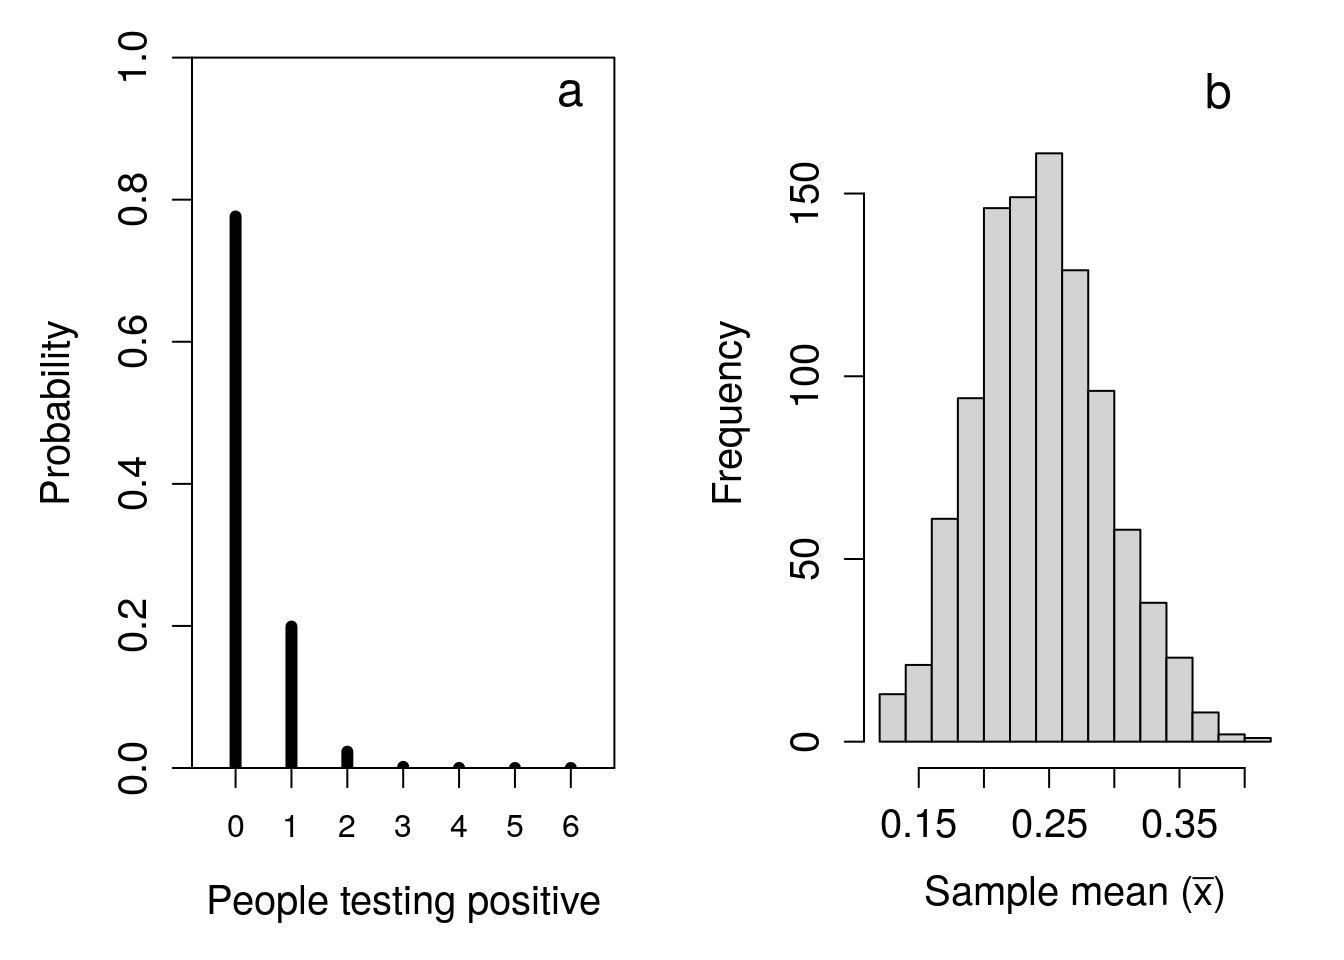 a
Probability
1.0
0.8
0.6
0.4
0.2
0.0
0 1 2 3 4 5 6
People testing positive
b
Frequency
150
100
50
0
0.15 0.25 0.35
Sample mean (x̅)